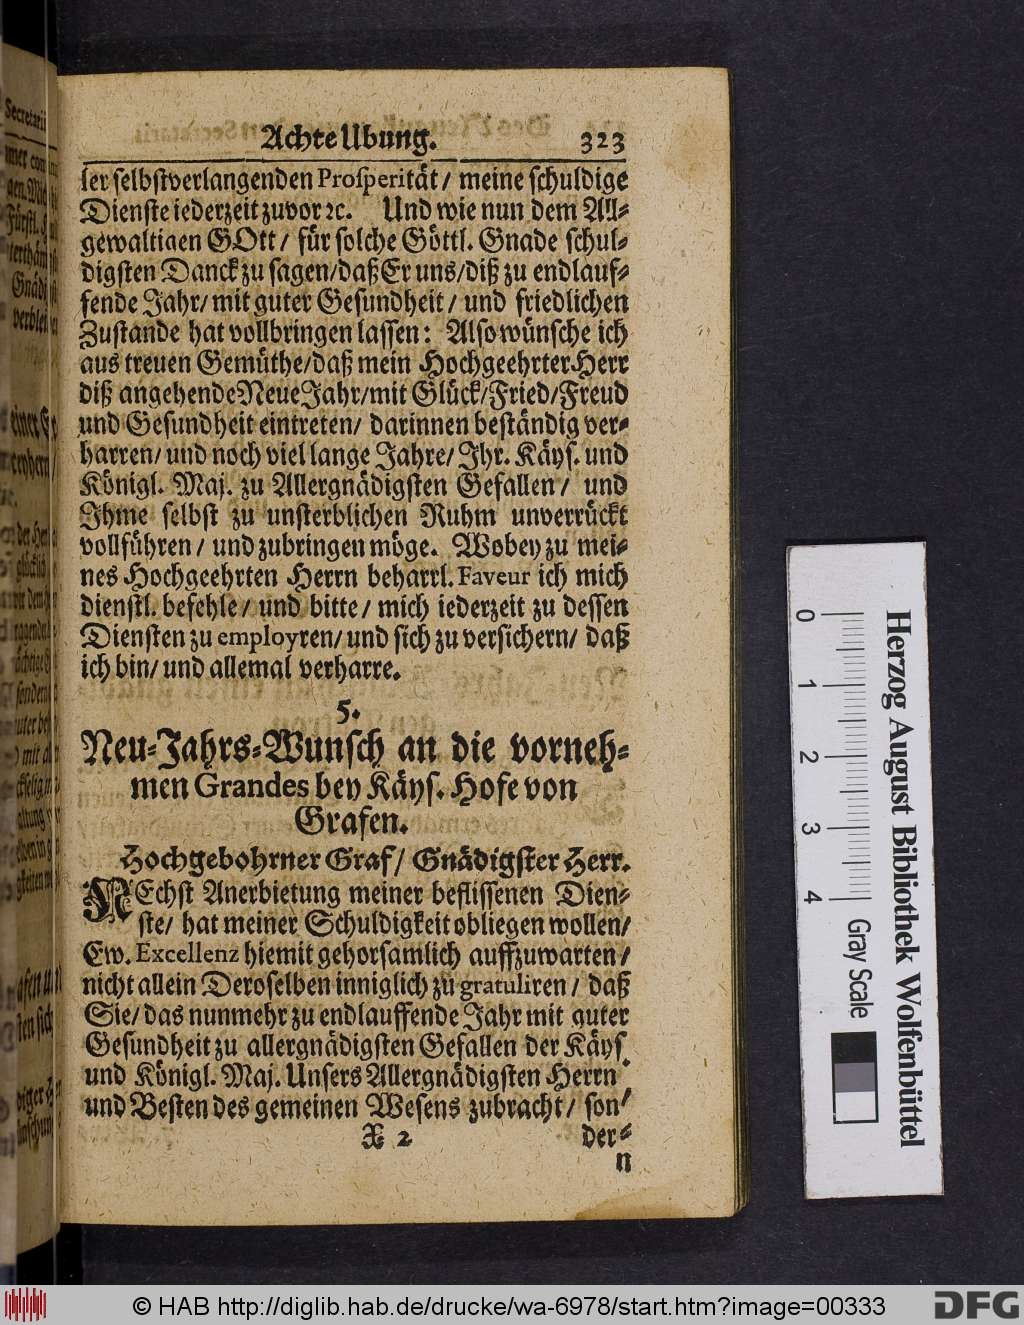 Achte Ubung. 323
ler selbstverlangenden Prosperität / meine schuldige
Dienste iederzeit zuvor ꝛc. Und wie nun dem All-
gewaltigen GOtt / für solche Göttl. Gnade schul-
digsten Danck zu sagen / daß Er uns / diß zu endlauf-
fende Jahr / mit guter Gesundheit / und friedlichen
Zustande hat vollbringen lassen: Also wünsche ich
aus treuen Gemüthe / daß mein Hochgeehrter Herr
diß angehende Neue Jahr / mit Glück / Fried / Freud
und Gesundheit eintreten / darinnen beständig ver-
harren / und noch viel lange Jahre / Ihr. Käys. und
Königl. Maj. zu Allergnädigsten Gefallen / und
Ihme selbst zu unsterblichen Ruhm unverrückt
vollführen / und zubringen möge. Wobey zu mei-
nes Hochgeehrten Herrn beharrl. Faveur ich mich
dienstl. befehle / und bitte / mich iederzeit zu dessen
Diensten zu employren / und sich zu versichern / daß
ich bin / und allemal verharre.
5.
Neu-Jahrs-Wunsch an die vorneh-
men Grandes bey Käys. Hofe von
Grafen.
Hochgebohrner Graf / Gnädigster Herr.
NEchst Anerbietung meiner beflissenen Dien-
ste / hat meiner Schuldigkeit obliegen wollen /
Ew. Excellenz hiemit gehorsamlich auffzuwarten /
nicht allein Deroselben inniglich zu gratuliren / daß
Sie / das nunmehr zu endlauffende Jahr mit guter
Gesundheit zu allergnädigsten Gefallen der Käys.
und Königl. Maj. Unsers Allergnädigsten Herrn
und Besten des gemeinen Wesens zubracht / son-
X 2 der-
n
Herzog August Bibliothek Wolfenbüttel
0 1 2 3 4 Gray Scale
© HAB http://diglib.hab.de/drucke/wa-6978/start.htm?image=00333
DFG